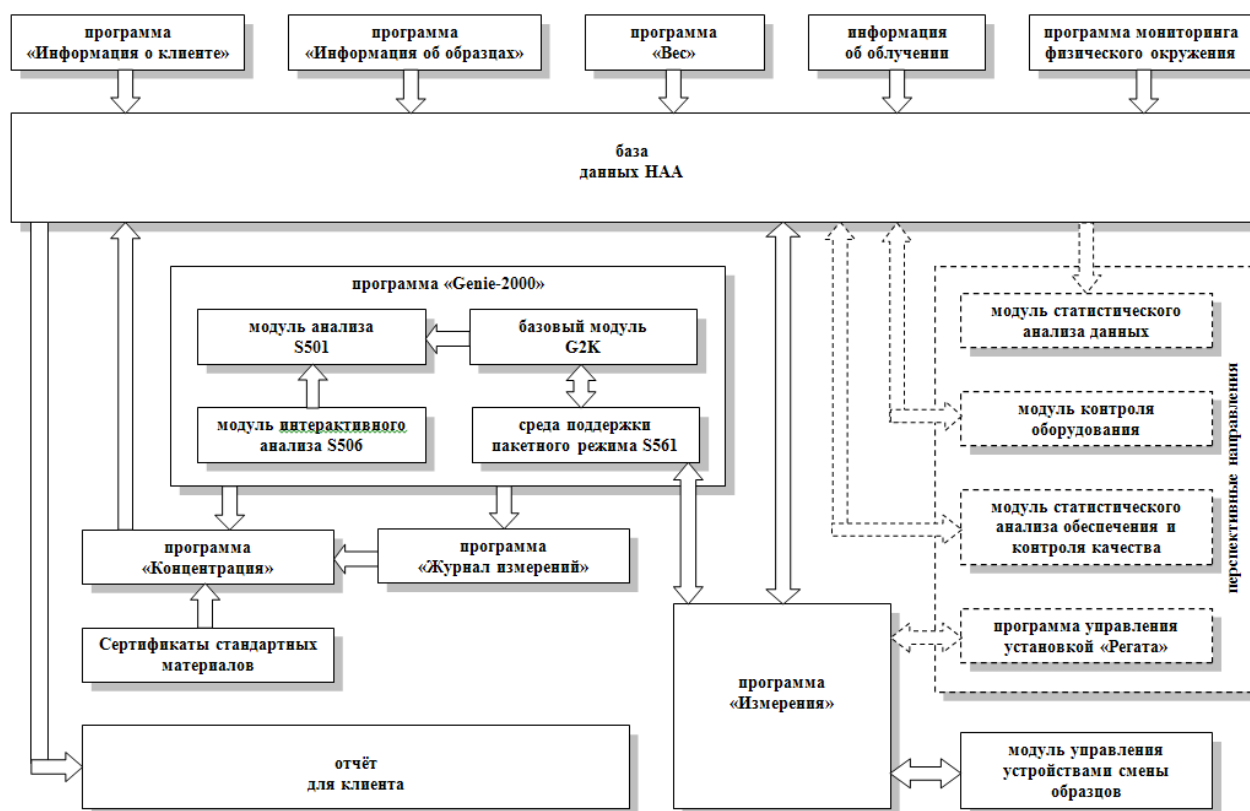 программа
«Информация о клиенте»
программа
«Информация об образцах»
программа
«Вес»
информация
об облучении
программа мониторинга
физического окружения
база
данных НАА
программа «Genie-2000»
модуль анализа
S501
базовый модуль
G2K
модуль интерактивного
анализа S506
среда поддержки
пакетного режима S561
программа
«Концентрация»
программа
«Журнал измерений»
Сертификаты стандартных
материалов
отчёт
для клиента
программа
«Измерения»
модуль статистического
анализа данных
модуль контроля
оборудования
модуль статистического
анализа обеспечения и
контроля качества
программа управления
установкой «Регата»
перспективные направления
модуль управления
устройствами смены
образцов